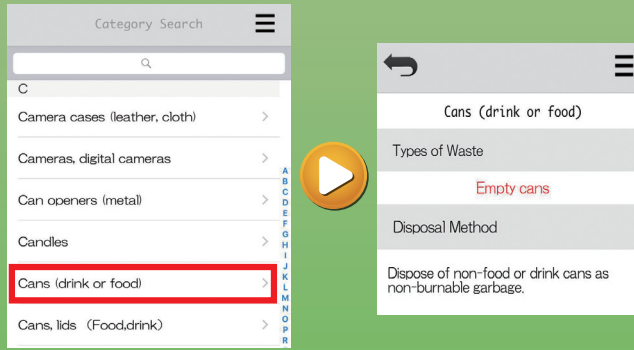 Category Search
C
Camera cases (leather, cloth)
Cameras, digital cameras
Can openers (metal)
Candles
Cans (drink or food)
Cans, lids （Food,drink）
A
B
C
D
E
F
G
H
I
J
K
L
M
N
O
P
R
Cans (drink or food)
Types of Waste
Empty cans
Disposal Method
Dispose of non-food or drink cans as
non-burnable garbage.